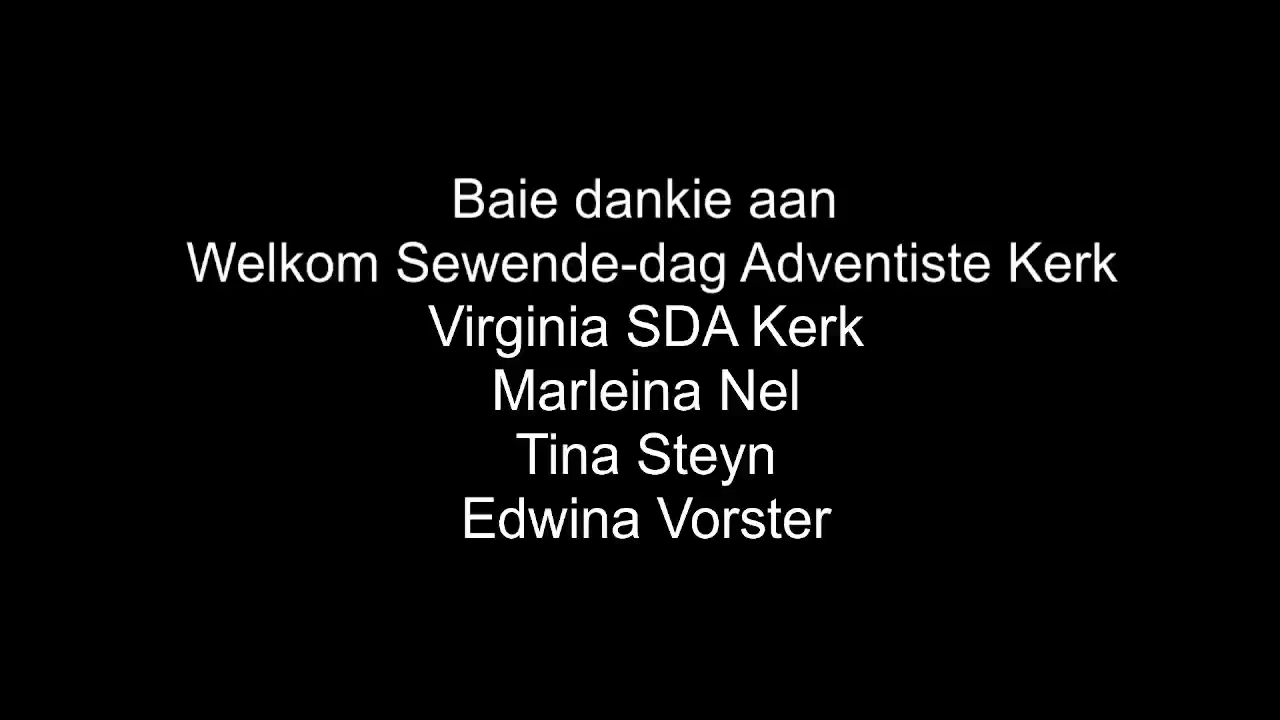 Baie dankie aan
Welkom Sewende-dag Adventiste Kerk
Virginia SDA Kerk
Marleina Nel
Tina Steyn
Edwina Vorster